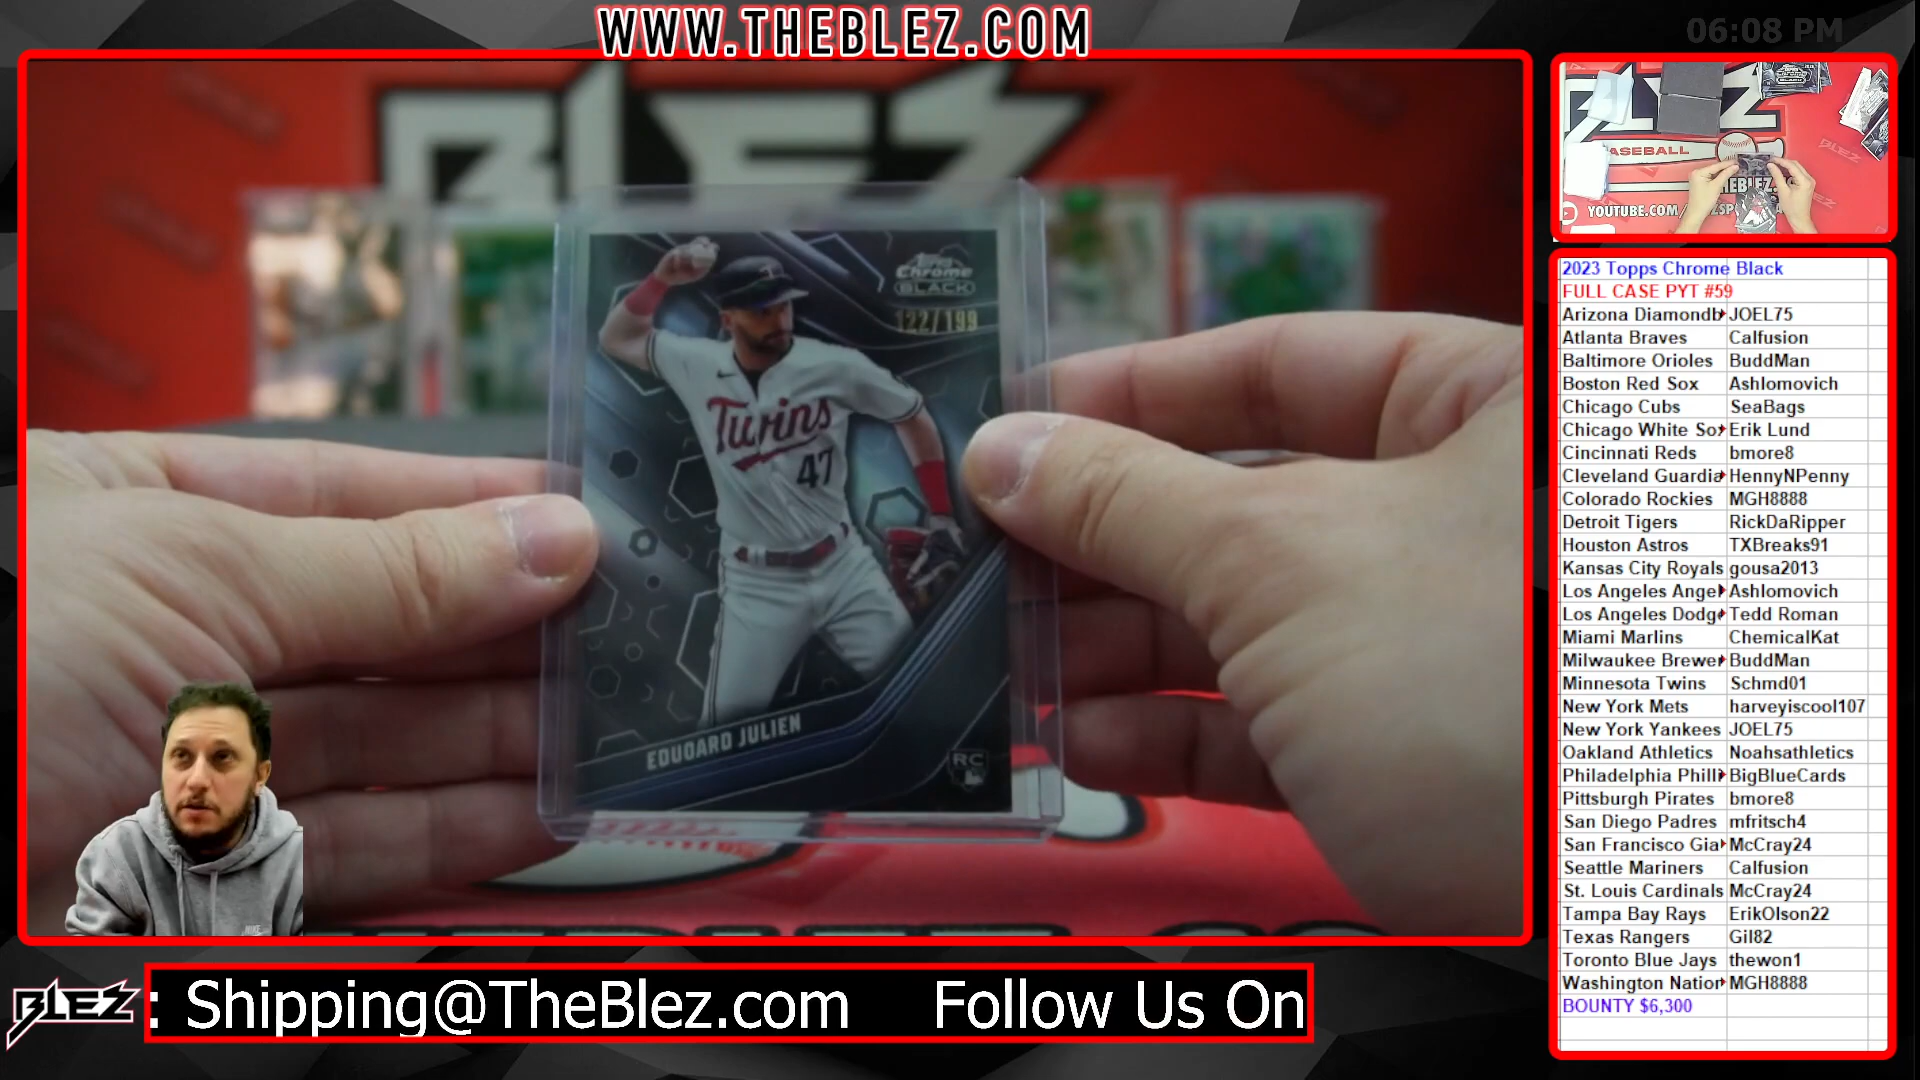 WWW.THEBLEZ.COM
06:08 PM
BLEZ
Topps
Chrome
BLACK
122/199
Twins
47
EDUOARD JULIEN
RC
BASEBALL
YOUTUBE.COM
2023 Topps Chrome Black
FULL CASE PYT #59
Arizona Diamondb JOEL75
Atlanta Braves Calfusion
Baltimore Orioles BuddMan
Boston Red Sox Ashlomovich
Chicago Cubs SeaBags
Chicago White So Erik Lund
Cincinnati Reds bmore8
Cleveland Guardia HennyNPenny
Colorado Rockies MGH8888
Detroit Tigers RickDaRipper
Houston Astros TXBreaks91
Kansas City Royals gousa2013
Los Angeles Angel Ashlomovich
Los Angeles Dodg Tedd Roman
Miami Marlins ChemicalKat
Milwaukee Brewer BuddMan
Minnesota Twins Schmd01
New York Mets harveyiscool107
New York Yankees JOEL75
Oakland Athletics Noahsathletics
Philadelphia Philli BigBlueCards
Pittsburgh Pirates bmore8
San Diego Padres mfritsch4
San Francisco Gia McCray24
Seattle Mariners Calfusion
St. Louis Cardinals McCray24
Tampa Bay Rays ErikOlson22
Texas Rangers Gil82
Toronto Blue Jays thewon1
Washington Nation MGH8888
BOUNTY $6,300
BLEZ : Shipping@TheBlez.com Follow Us On